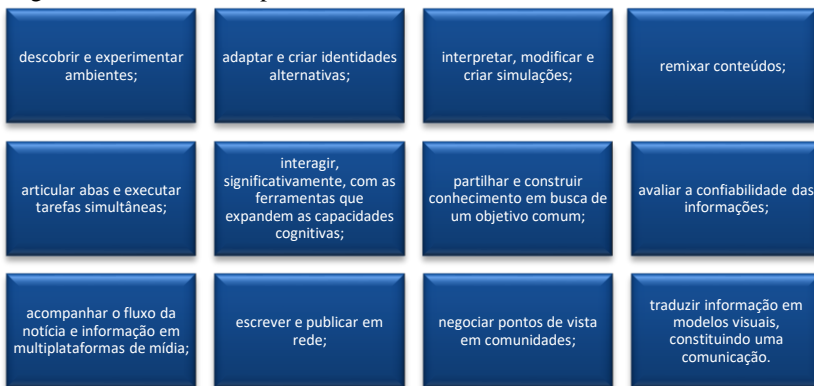 descobrir e experimentar
ambientes;
adaptar e criar identidades
alternativas;
interpretar, modificar e
criar simulações;
remixar conteúdos;
articular abas e executar
tarefas simultâneas;
interagir,
significativamente, com as
ferramentas que
expandem as capacidades
cognitivas;
partilhar e construir
conhecimento em busca de
um objetivo comum;
avaliar a confiabilidade das
informações;
acompanhar o fluxo da
notícia e informação em
multiplataformas de mídia;
escrever e publicar em
rede;
negociar pontos de vista
em comunidades;
traduzir informação em
modelos visuais,
constituindo uma
comunicação.